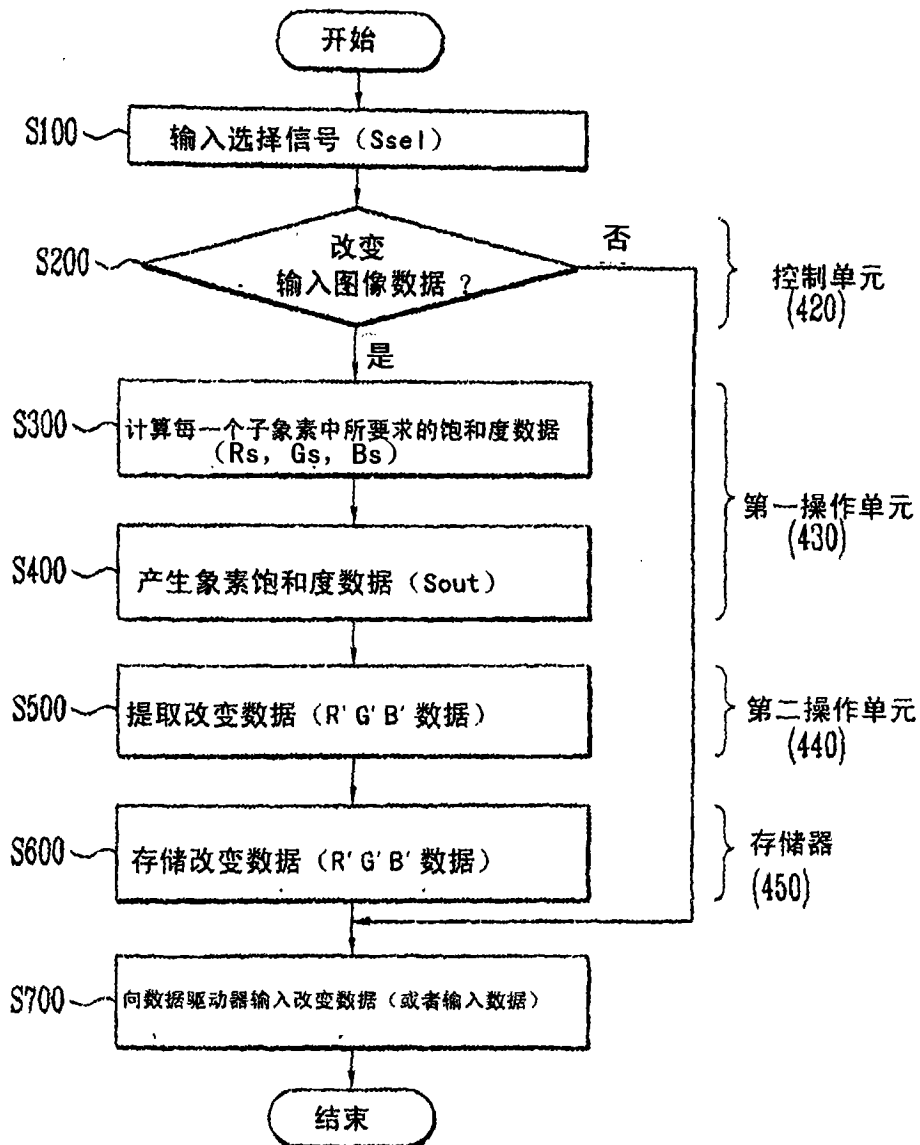 开始
S100
输入选择信号（Ssel）
S200
改变
输入图像数据？
否
控制单元
(420)
是
S300
计算每一个子象素中所要求的饱和度数据
（Rs，Gs，Bs）
第一操作单元
(430)
S400
产生象素饱和度数据（Sout）
S500
提取改变数据（R'G'B'数据）
第二操作单元
(440)
S600
存储改变数据（R'G'B'数据）
存储器
(450)
S700
向数据驱动器输入改变数据（或者输入数据）
结束